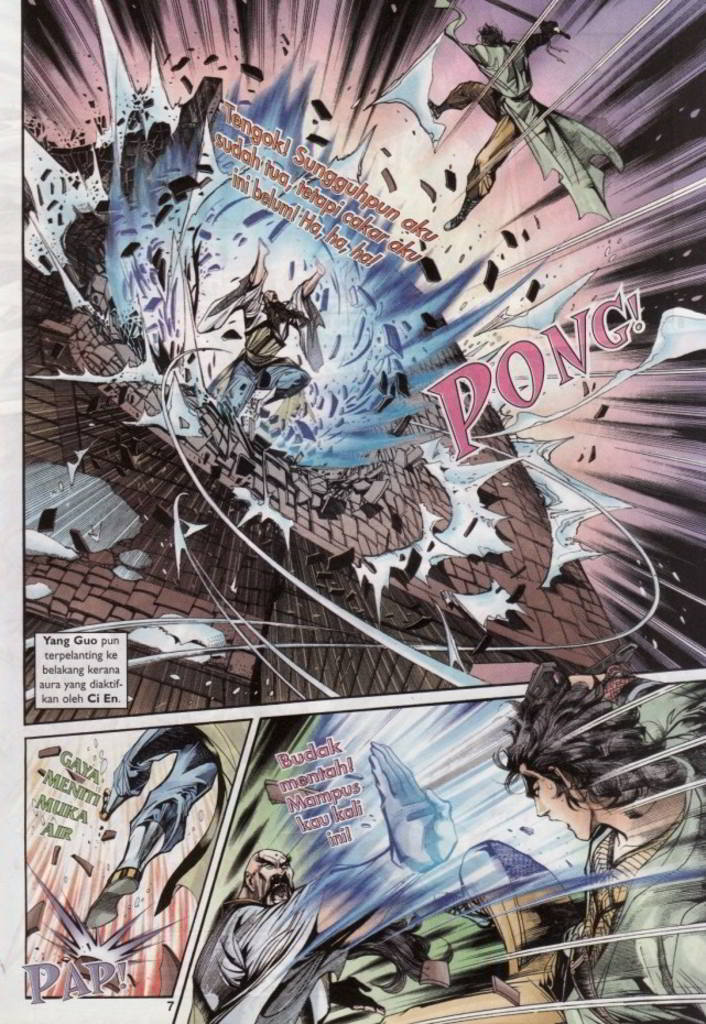 Tengok! Sungguhpun aku
sudah tua, tetapi cakar aku
ini belum! Ha, ha, ha!
PONG!
Yang Guo pun
terpelanting ke
belakang kerana
aura yang diaktif-
kan oleh Ci En.
GAYA
MENITI
MUKA
AIR
PAP!
Budak
mentah!
Mampus
kau kali
ini!
7